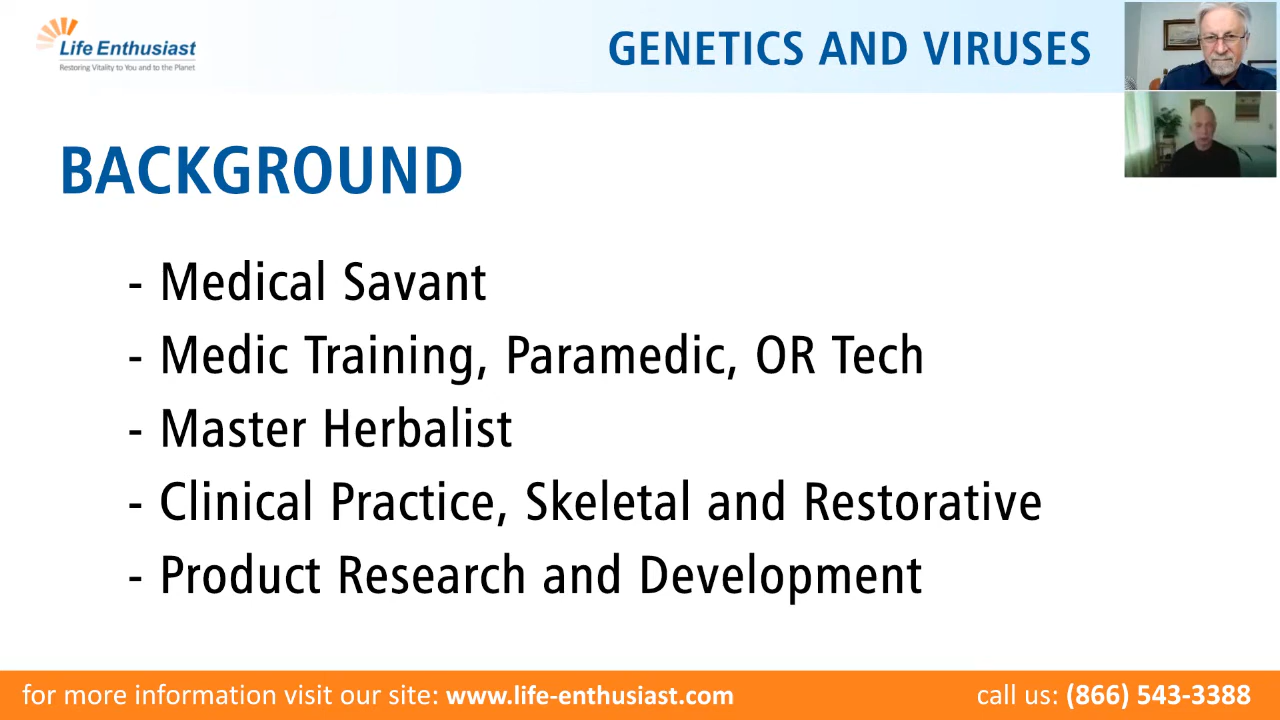 Life Enthusiast
Restoring Vitality to You and to the Planet
GENETICS AND VIRUSES
BACKGROUND
- Medical Savant
- Medic Training, Paramedic, OR Tech
- Master Herbalist
- Clinical Practice, Skeletal and Restorative
- Product Research and Development
for more information visit our site: www.life-enthusiast.com
call us: (866) 543-3388